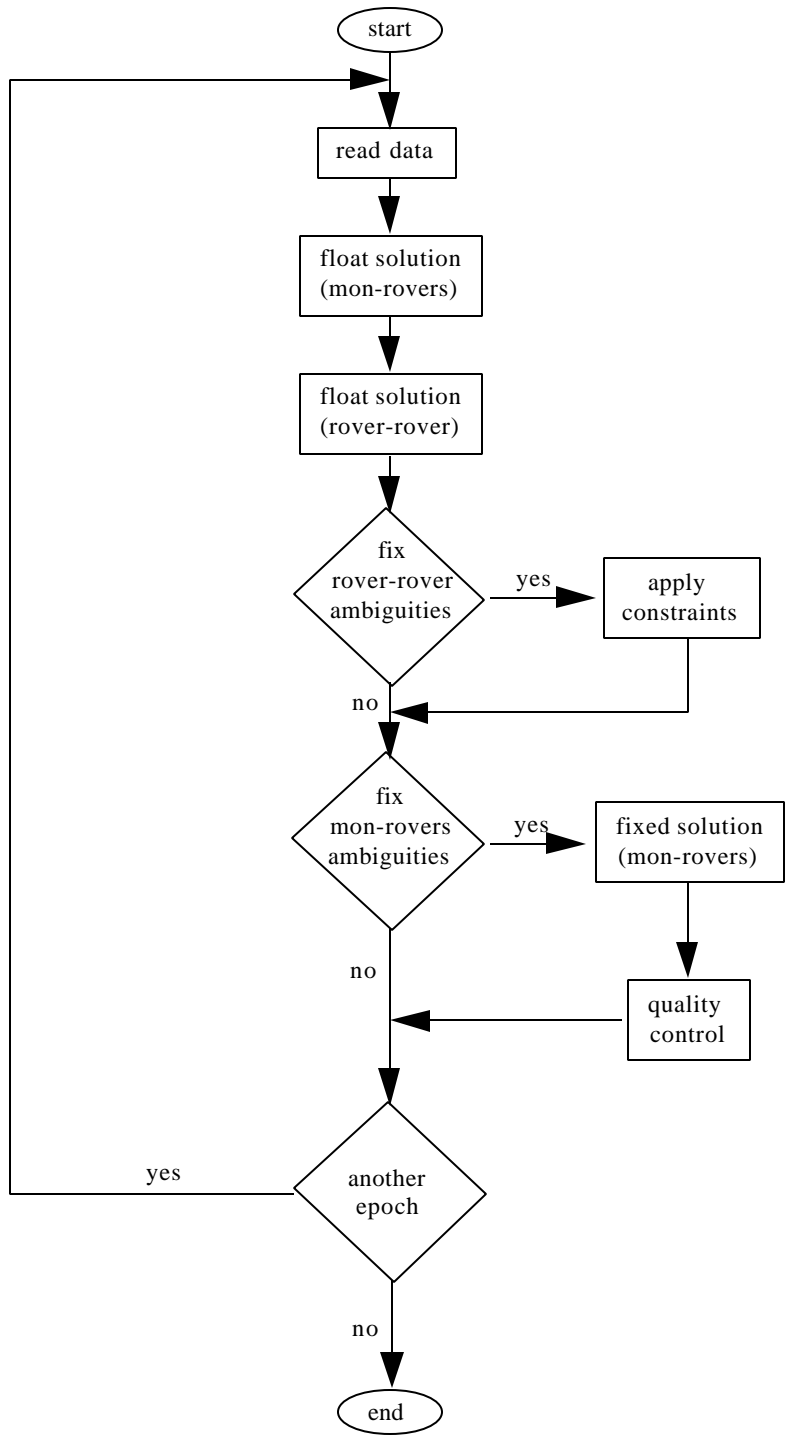 start
read data
float solution
(mon-rovers)
float solution
(rover-rover)
fix
rover-rover
ambiguities
yes
apply
constraints
no
fix
mon-rovers
ambiguities
yes
fixed solution
(mon-rovers)
no
quality
control
another
epoch
yes
no
end